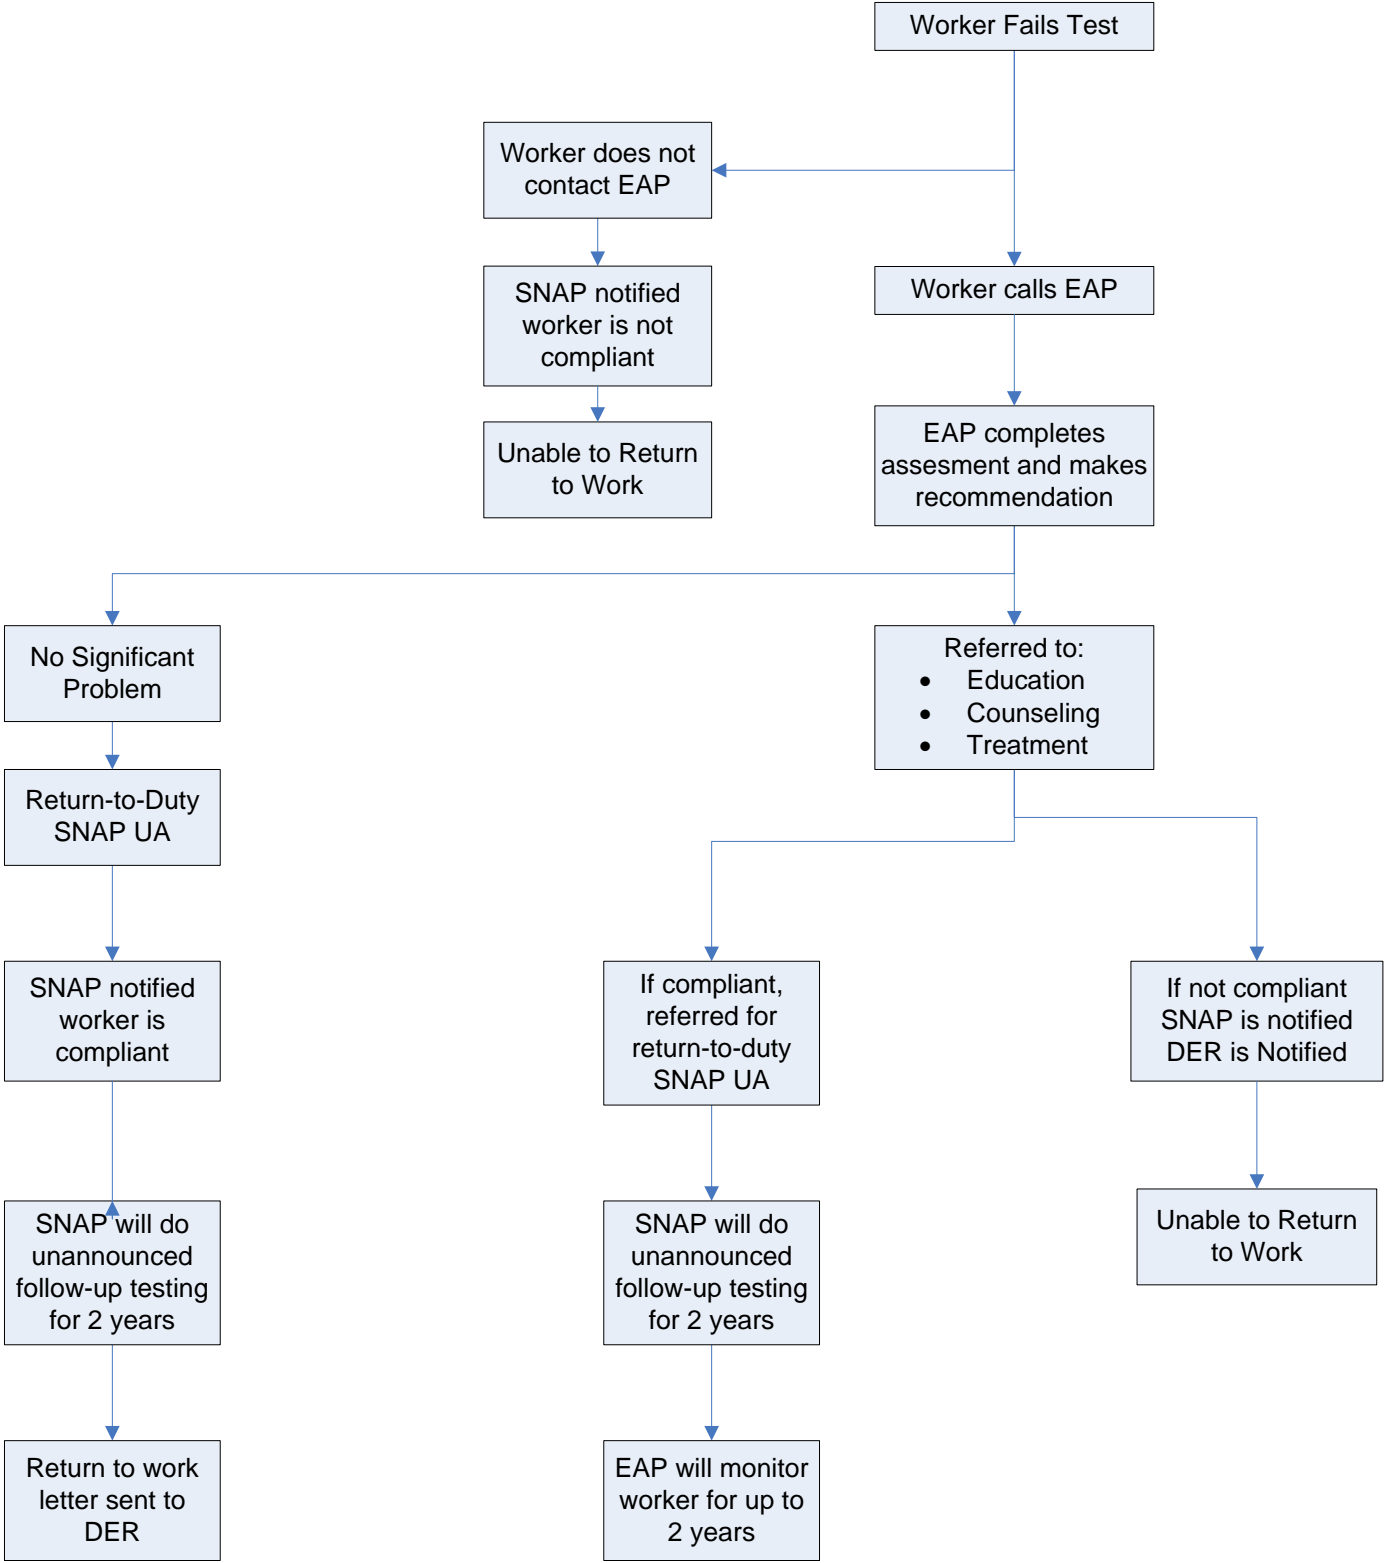 Worker Fails Test
Worker does not
contact EAP
SNAP notified
worker is not
compliant
Unable to Return
to Work
Worker calls EAP
EAP completes
assesment and makes
recommendation
No Significant
Problem
Return-to-Duty
SNAP UA
SNAP notified
worker is
compliant
SNAP will do
unannounced
follow-up testing
for 2 years
Return to work
letter sent to
DER
Referred to:
• Education
• Counseling
• Treatment
If compliant,
referred for
return-to-duty
SNAP UA
SNAP will do
unannounced
follow-up testing
for 2 years
EAP will monitor
worker for up to
2 years
If not compliant
SNAP is notified
DER is Notified
Unable to Return
to Work